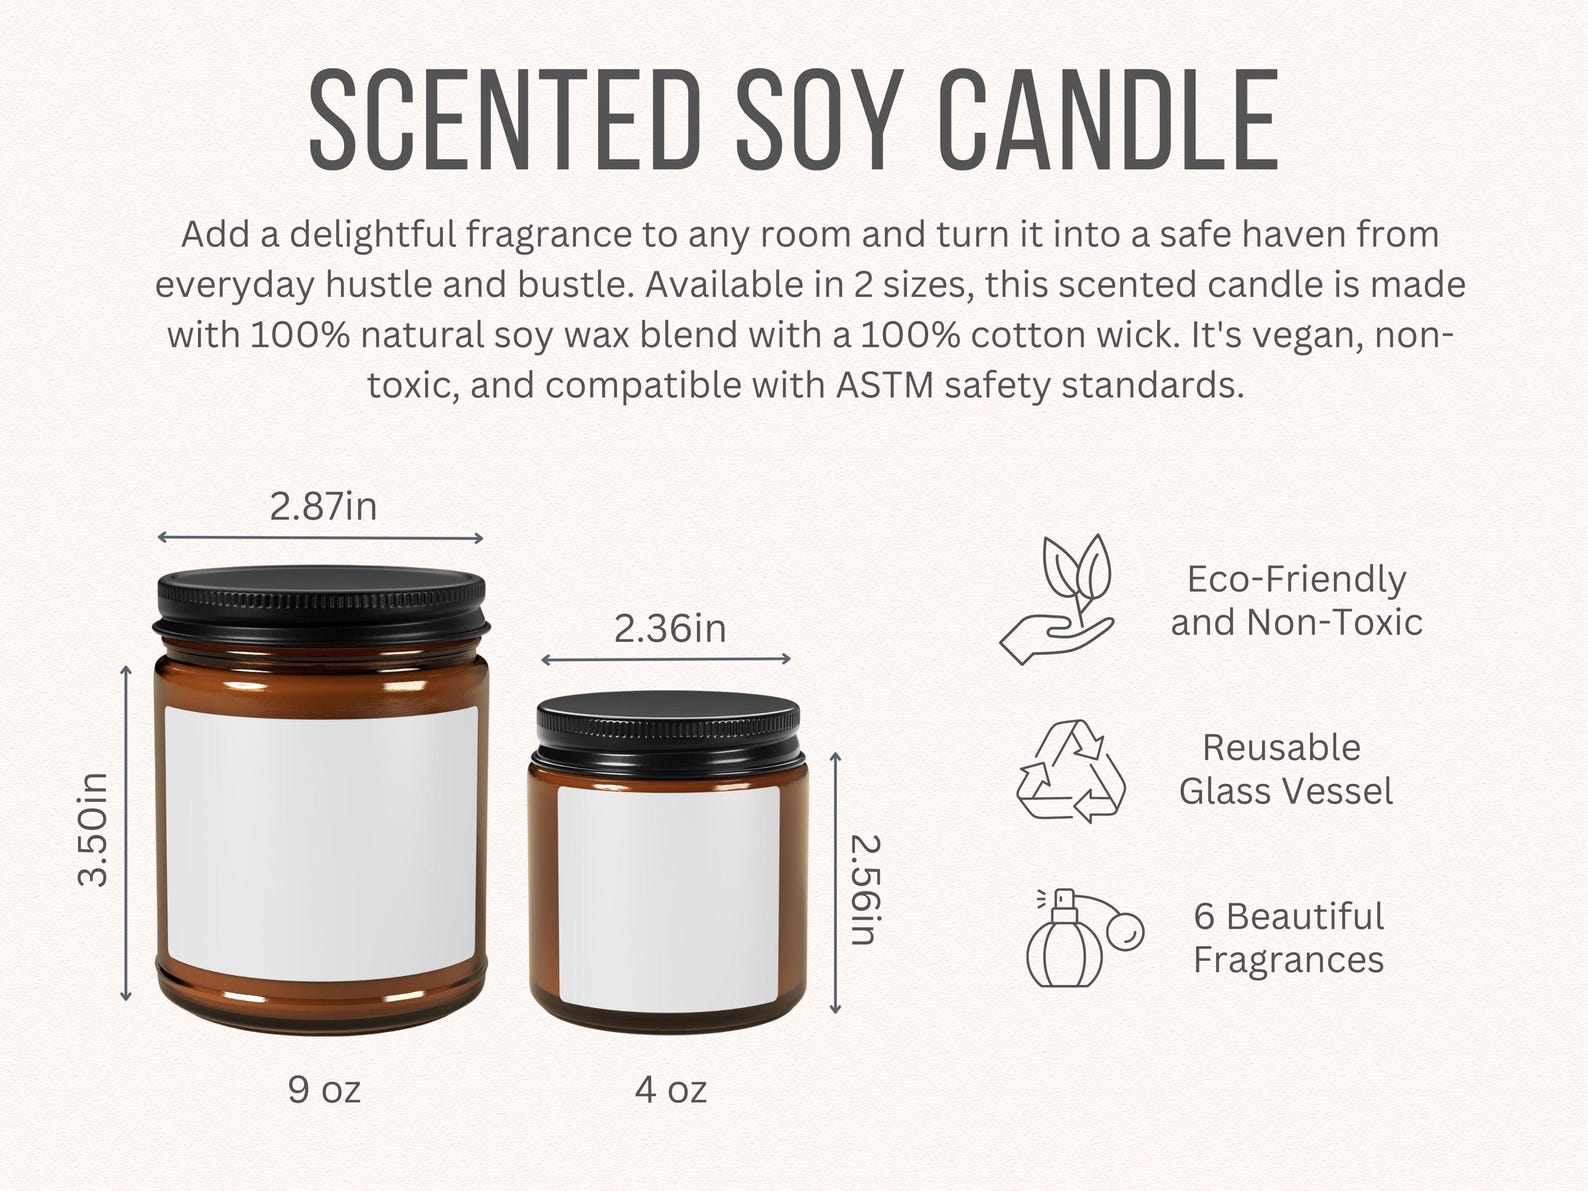 SCENTED SOY CANDLE
Add a delightful fragrance to any room and turn it into a safe haven from
everyday hustle and bustle. Available in 2 sizes, this scented candle is made
with 100% natural soy wax blend with a 100% cotton wick. It's vegan, non-
toxic, and compatible with ASTM safety standards.
2.87in
3.50in
9 oz
2.36in
2.56in
4 oz
Eco-Friendly
and Non-Toxic
Reusable
Glass Vessel
6 Beautiful
Fragrances